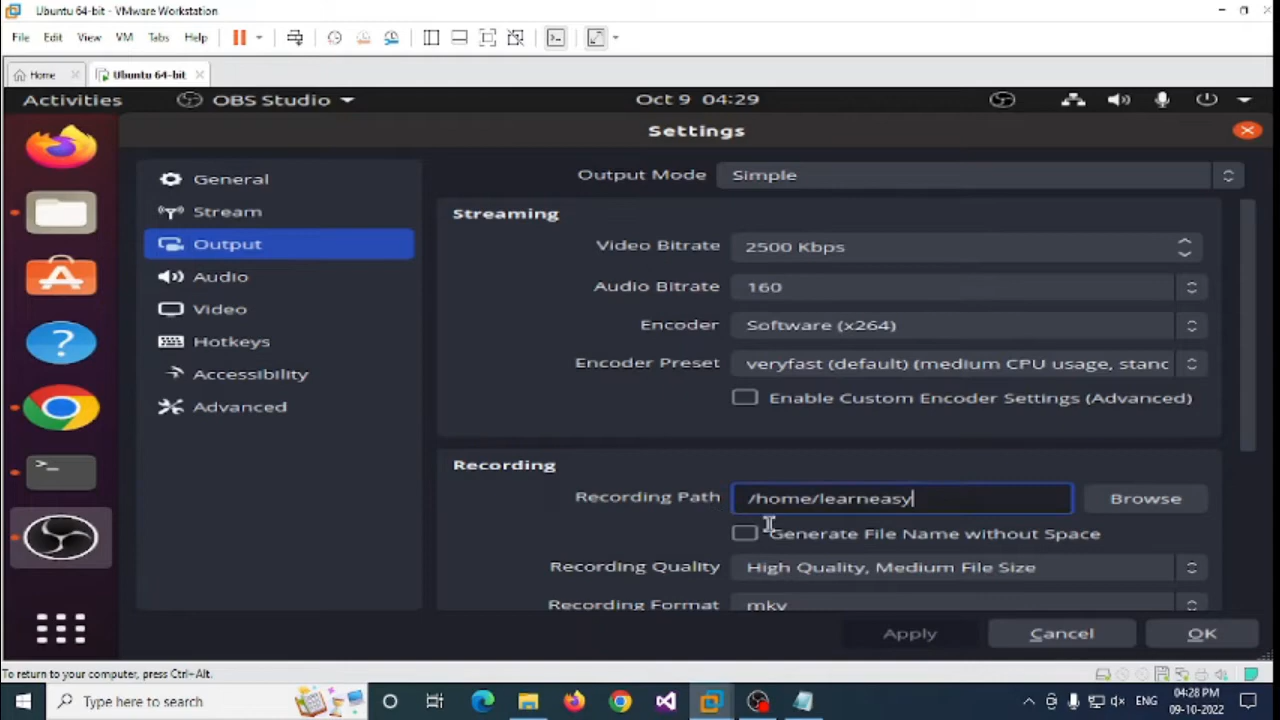 Ubuntu 64-bit - VMware Workstation
File Edit View VM Tabs Help
Home Ubuntu 64-bit
Activities OBS Studio Oct 9 04:29
Settings
General
Stream
Output
Audio
Video
Hotkeys
Accessibility
Advanced
Output Mode Simple
Streaming
Video Bitrate 2500 Kbps
Audio Bitrate 160
Encoder Software (x264)
Encoder Preset veryfast (default) (medium CPU usage, stanc
Enable Custom Encoder Settings (Advanced)
Recording
Recording Path /home/learneasy Browse
Generate File Name without Space
Recording Quality High Quality, Medium File Size
Recording Format mkv
Apply Cancel OK
To return to your computer, press Ctrl+Alt.
Type here to search
ENG 04:28 PM
09-10-2022